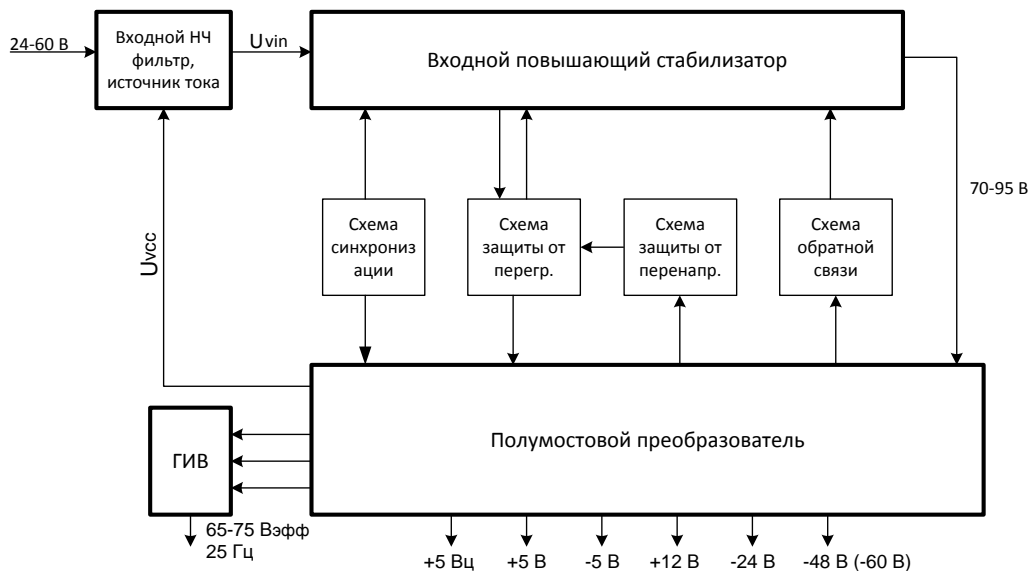 24-60 В
Входной НЧ
фильтр,
источник тока
Uvin
Входной повышающий стабилизатор
70-95 В
Uvcc
Схема
синхрониз
ации
Схема
защиты от
перегр.
Схема
защиты от
перенапр.
Схема
обратной
связи
Полумостовой преобразователь
ГИВ
65-75 Вэфф
25 Гц
+5 Вц
+5 В
-5 В
+12 В
-24 В
-48 В (-60 В)